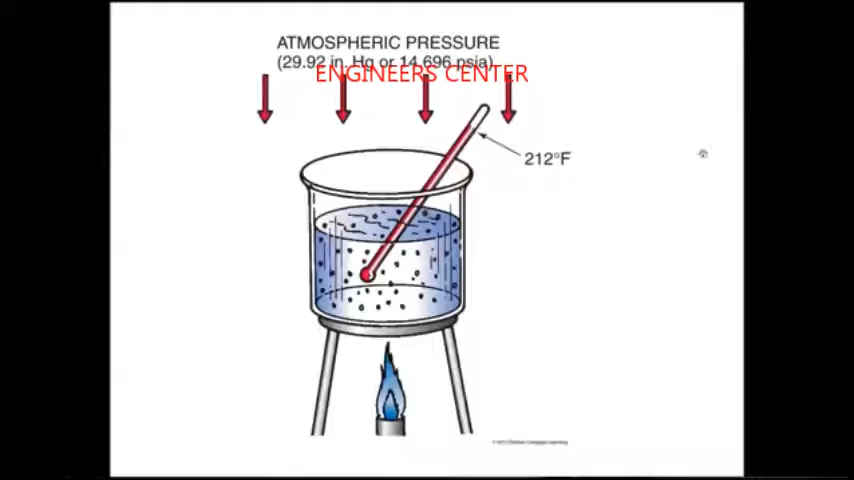 ATMOSPHERIC PRESSURE
(29.92 in. Hg or 14.696 psia)
ENGINEERS CENTER
212°F